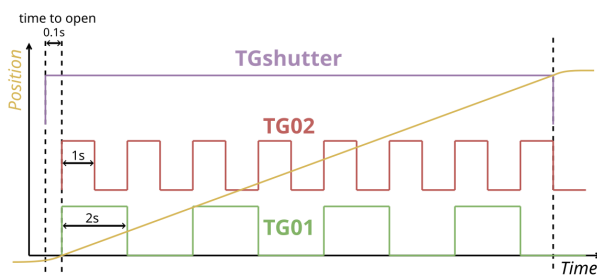 time to open
0.1s
Position
TGshutter
TG02
1s
2s
TG01
Time